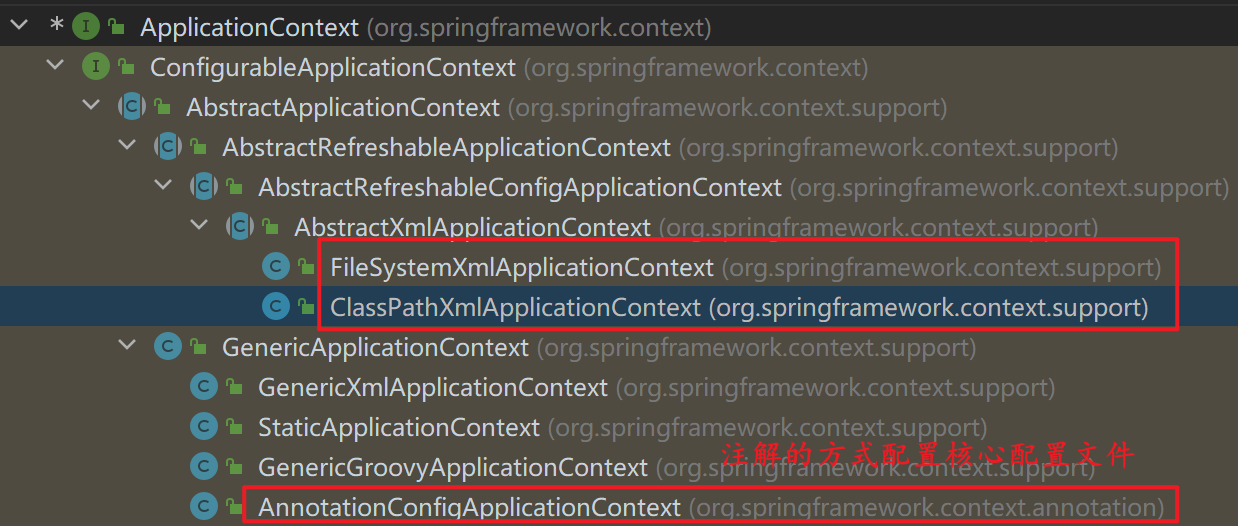 * I ApplicationContext (org.springframework.context)
I ConfigurableApplicationContext (org.springframework.context)
C AbstractApplicationContext (org.springframework.context.support)
C AbstractRefreshableApplicationContext (org.springframework.context.support)
C AbstractRefreshableConfigApplicationContext (org.springframework.context.support)
C AbstractXmlApplicationContext (org.springframework.context.support)
C FileSystemXmlApplicationContext (org.springframework.context.support)
C ClassPathXmlApplicationContext (org.springframework.context.support)
C GenericApplicationContext (org.springframework.context.support)
C GenericXmlApplicationContext (org.springframework.context.support)
C StaticApplicationContext (org.springframework.context.support)
注解的方式配置核心配置文件
C GenericGroovyApplicationContext (org.springframework.context.support)
C AnnotationConfigApplicationContext (org.springframework.context.annotation)